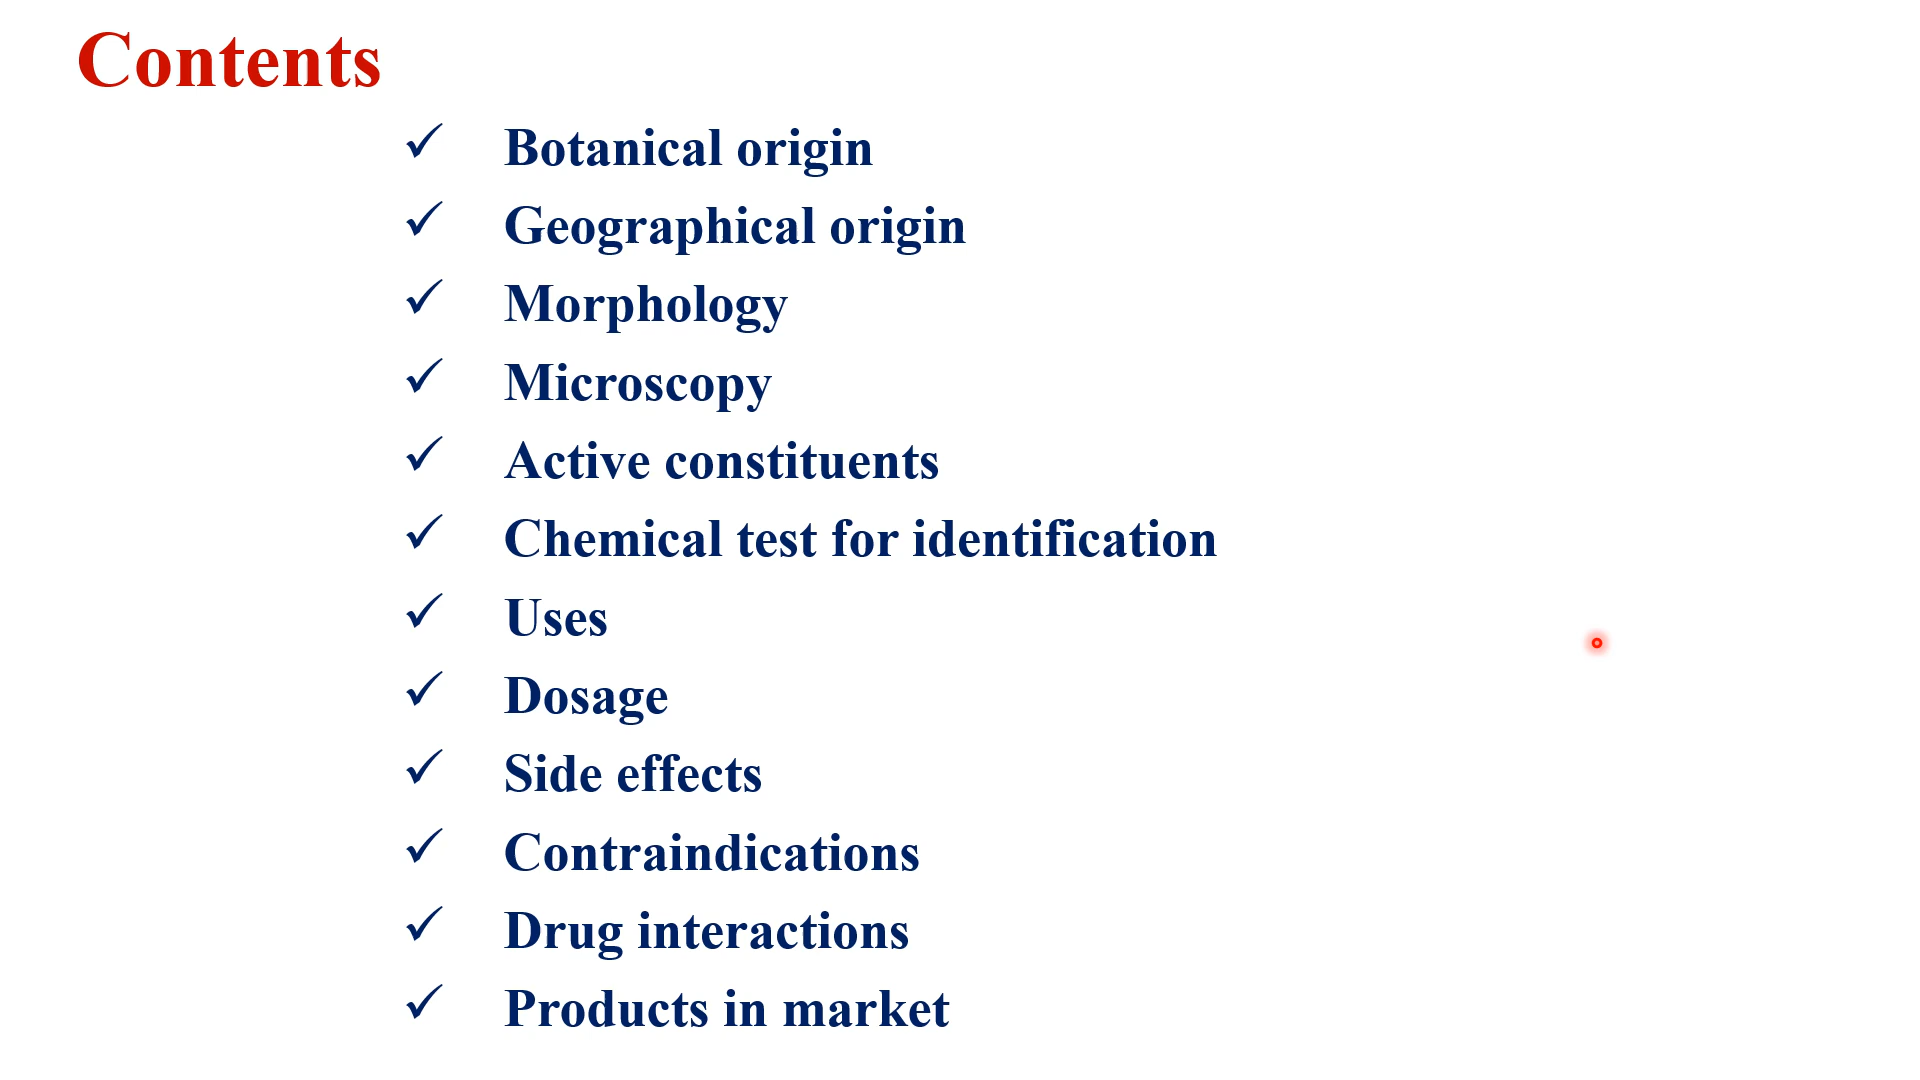 Contents
✓ Botanical origin
✓ Geographical origin
✓ Morphology
✓ Microscopy
✓ Active constituents
✓ Chemical test for identification
✓ Uses
✓ Dosage
✓ Side effects
✓ Contraindications
✓ Drug interactions
✓ Products in market